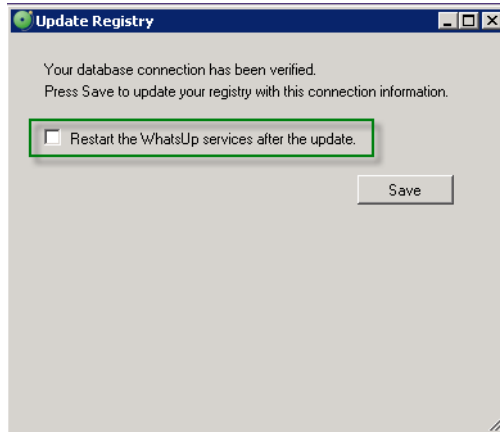 Update Registry
Your database connection has been verified.
Press Save to update your registry with this connection information.
Restart the WhatsUp services after the update.
Save